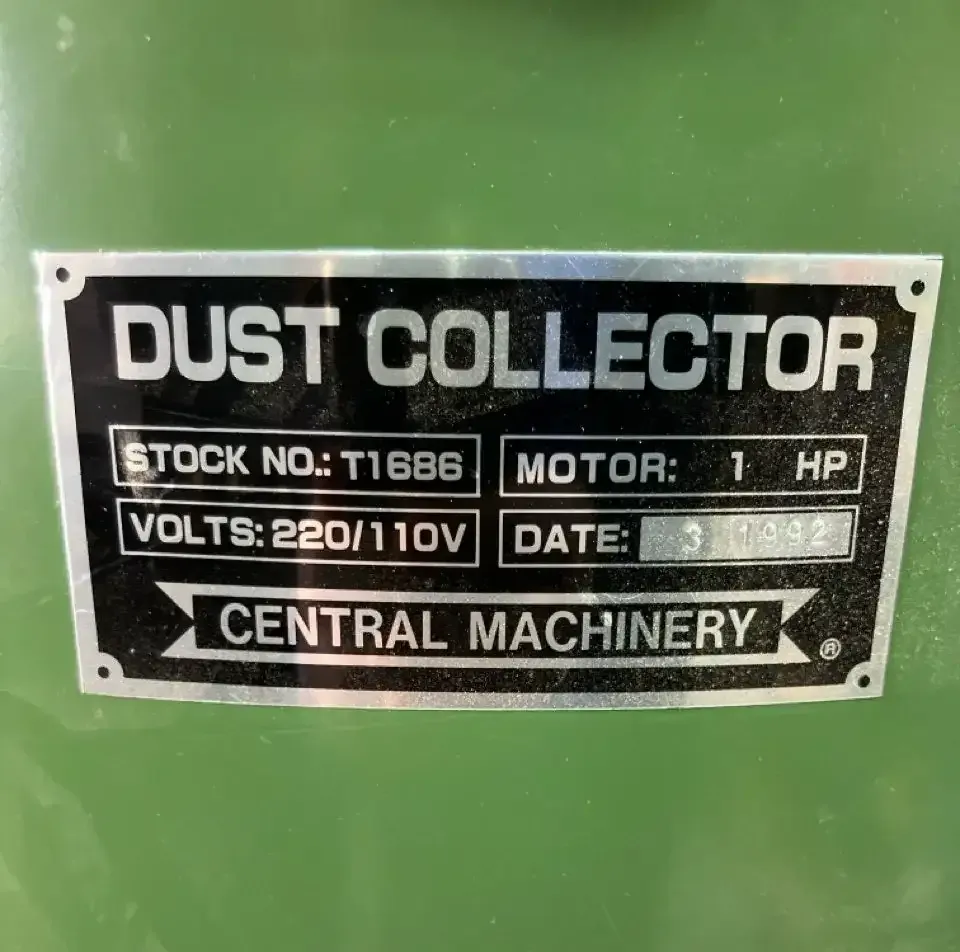 DUST COLLECTOR
STOCK NO.: T1686 MOTOR: 1 HP
VOLTS: 220/110V DATE: 3 1992
CENTRAL MACHINERY ®